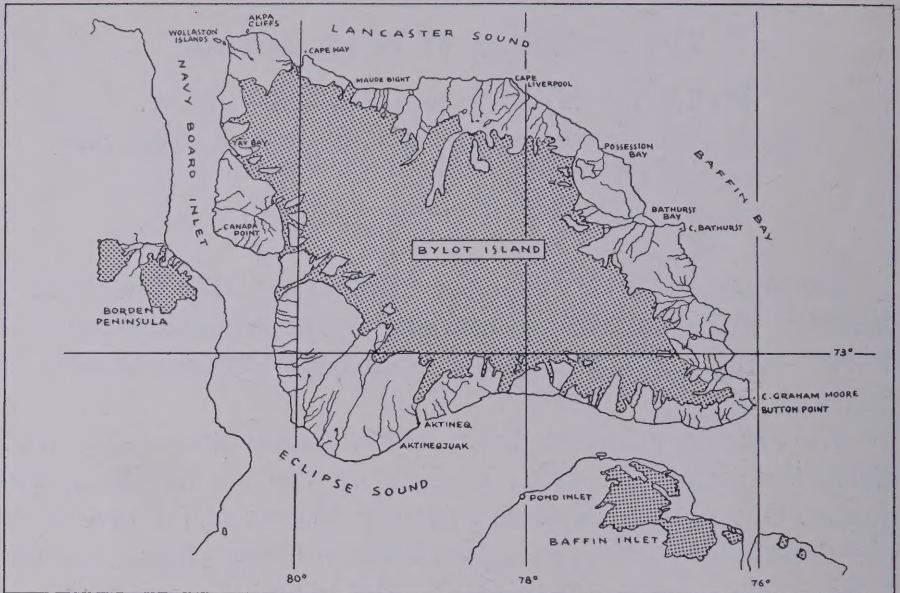 LANCASTER SOUND
AKPA
CLIFFS
WOLLASTON
ISLANDS
CAPE HAY
NAVY BOARD INLET
MAUDE BIGHT
CAPE
LIVERPOOL
BAFFIN BAY
TAY BAY
POSSESSION
BAY
BATHURST
BAY
C. BATHURST
CANADA
POINT
BYLOT ISLAND
BORDEN
PENINSULA
73°
C. GRAHAM MOORE
BUTTON POINT
AKTINEQ
AKTINEQJUAK
ECLIPSE SOUND
POND INLET
BAFFIN INLET
80°
78°
76°